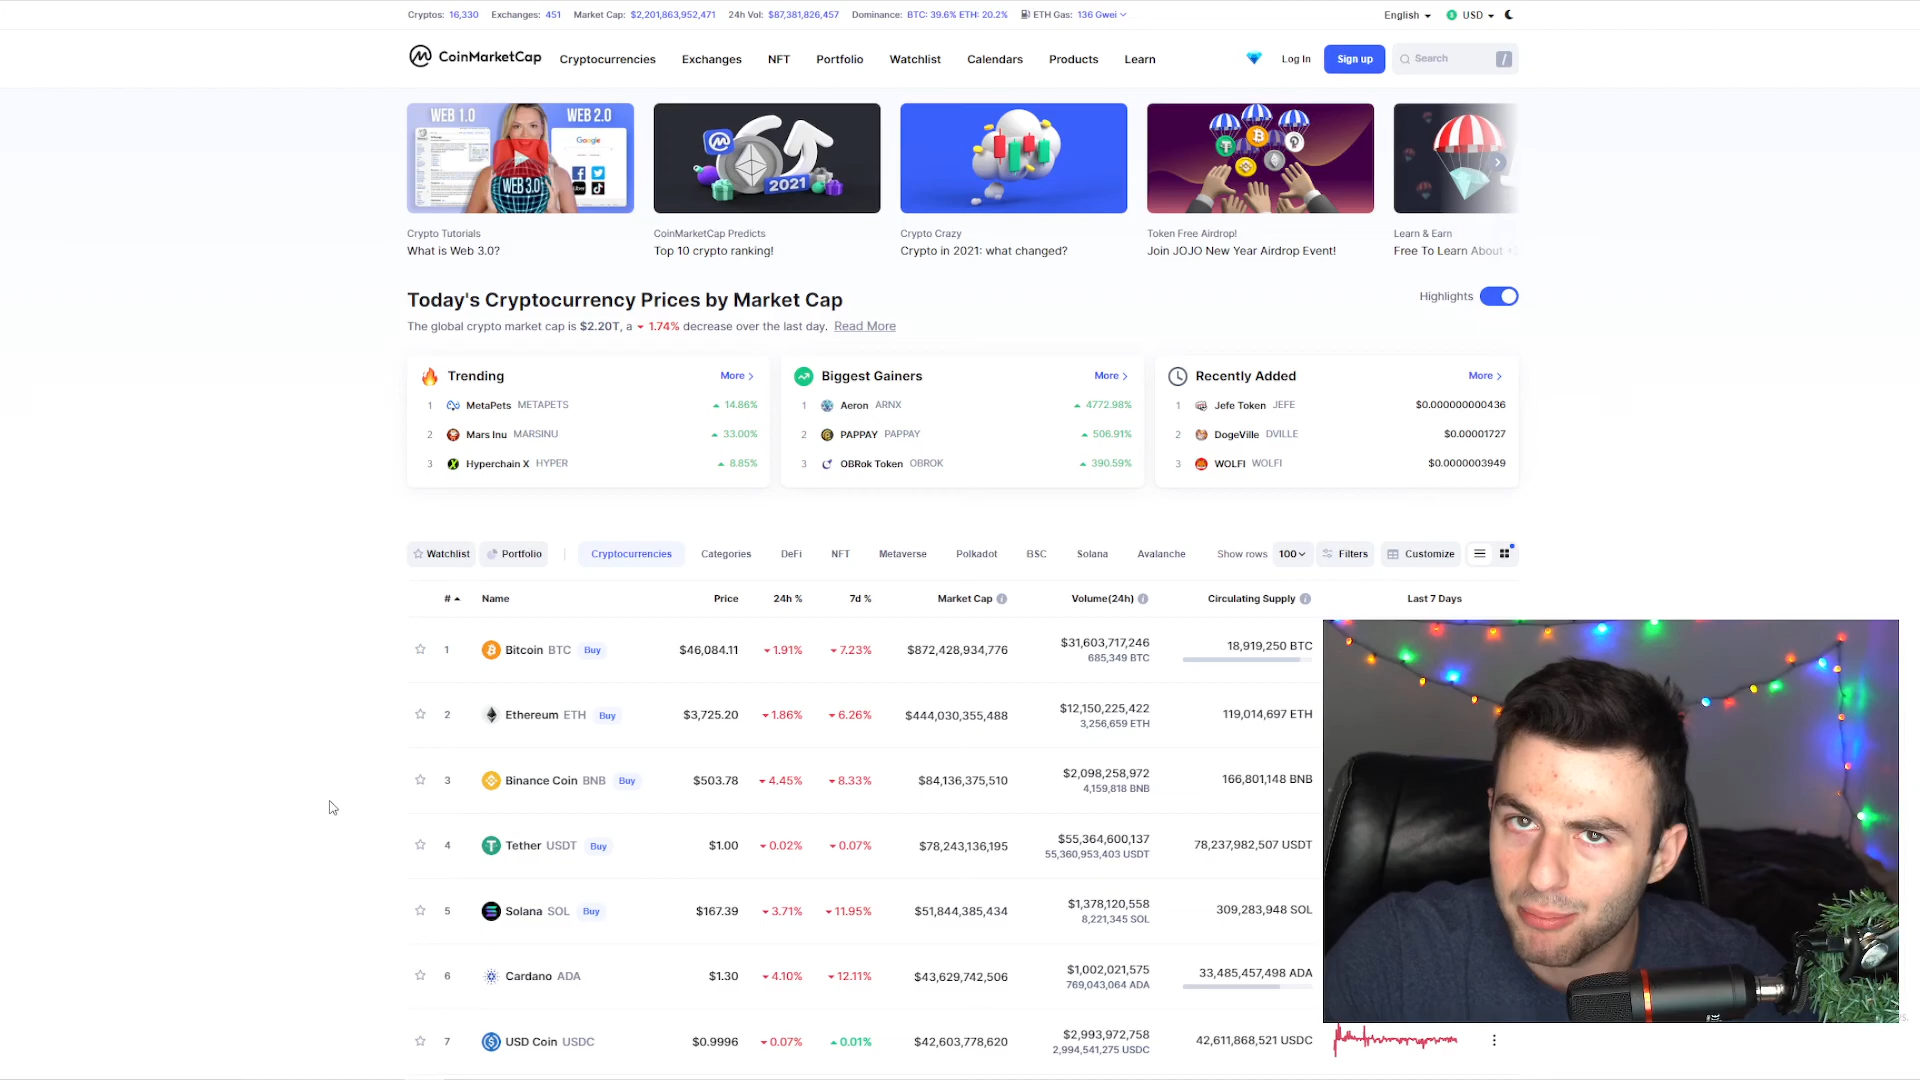 Cryptos: 16,330 Exchanges: 451 Market Cap: $2,201,863,952,471 24h Vol: $87,381,826,457 Dominance: BTC: 39.6% ETH: 20.2% ETH Gas: 136 Gwei English USD
CoinMarketCap Cryptocurrencies Exchanges NFT Portfolio Watchlist Calendars Products Learn Log In Sign up Search /
WEB 1.0 WEB 2.0
Google
WEB 3.0
2021
Crypto Tutorials
What is Web 3.0?
CoinMarketCap Predicts
Top 10 crypto ranking!
Crypto Crazy
Crypto in 2021: what changed?
Token Free Airdrop!
Join JOJO New Year Airdrop Event!
Learn & Earn
Free To Learn About
Today's Cryptocurrency Prices by Market Cap
Highlights
The global crypto market cap is $2.20T, a 1.74% decrease over the last day. Read More
Trending More
1 MetaPets METAPETS 14.86%
2 Mars Inu MARSINU 33.00%
3 Hyperchain X HYPER 8.85%
Biggest Gainers More
1 Aeron ARNX 4772.98%
2 PAPPAY PAPPAY 506.91%
3 OBRok Token OBROK 390.59%
Recently Added More
1 Jefe Token JEFE $0.000000000436
2 DogeVille DVILLE $0.00001727
3 WOLFI WOLFI $0.0000003949
Watchlist Portfolio Cryptocurrencies Categories DeFi NFT Metaverse Polkadot BSC Solana Avalanche Show rows 100 Filters Customize
# Name Price 24h % 7d % Market Cap Volume(24h) Circulating Supply Last 7 Days
1 Bitcoin BTC Buy $46,084.11 1.91% 7.23% $872,428,934,776 $31,603,717,246 18,919,250 BTC
685,349 BTC
2 Ethereum ETH Buy $3,725.20 1.86% 6.26% $444,030,355,488 $12,150,225,422 119,014,697 ETH
3,256,659 ETH
3 Binance Coin BNB Buy $503.78 4.45% 8.33% $84,136,375,510 $2,098,258,972 166,801,148 BNB
4,159,818 BNB
4 Tether USDT Buy $1.00 0.02% 0.07% $78,243,136,195 $55,364,600,137 78,237,982,507 USDT
55,360,953,403 USDT
5 Solana SOL Buy $167.39 3.71% 11.95% $51,844,385,434 $1,378,120,558 309,283,948 SOL
8,221,345 SOL
6 Cardano ADA $1.30 4.10% 12.11% $43,629,742,506 $1,002,021,575 33,485,457,498 ADA
769,043,064 ADA
7 USD Coin USDC $0.9996 0.07% 0.01% $42,603,778,620 $2,993,972,758 42,611,868,521 USDC
2,994,541,275 USDC